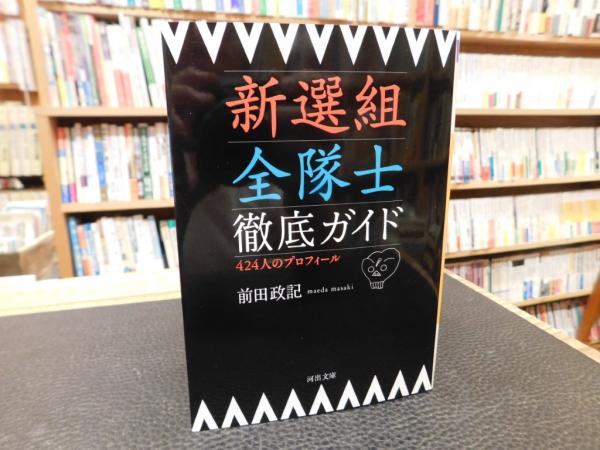 新選組
全隊士
徹底ガイド
424人のプロフィール
前田政記 maeda masaki
河出文庫